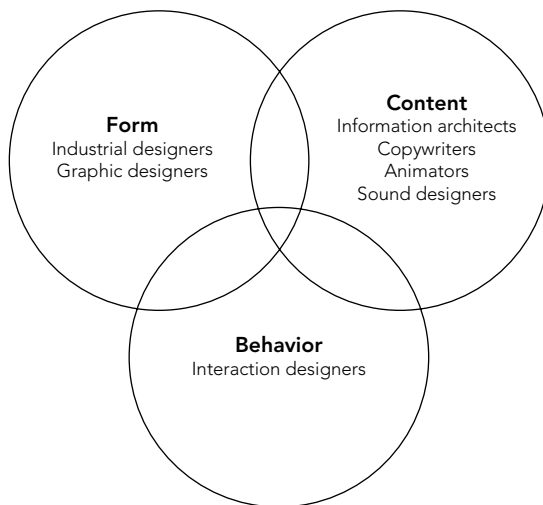 Form
Industrial designers
Graphic designers
Content
Information architects
Copywriters
Animators
Sound designers
Behavior
Interaction designers